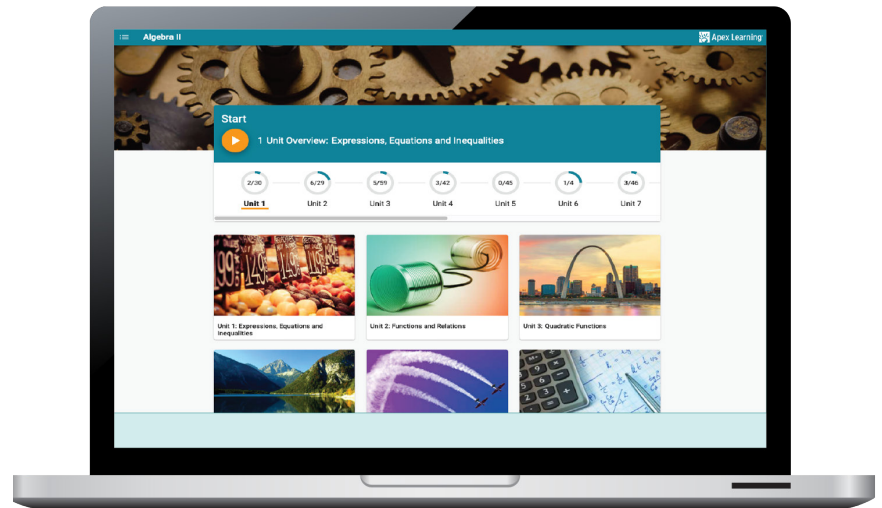 Algebra II
Apex Learning
Start
1 Unit Overview: Expressions, Equations and Inequalities
2/30 6/29 5/59 3/42 0/45 1/4 3/46
Unit 1 Unit 2 Unit 3 Unit 4 Unit 5 Unit 6 Unit 7
Unit 1: Expressions, Equations and
Inequalities
Unit 2: Functions and Relations
Unit 3: Quadratic Functions